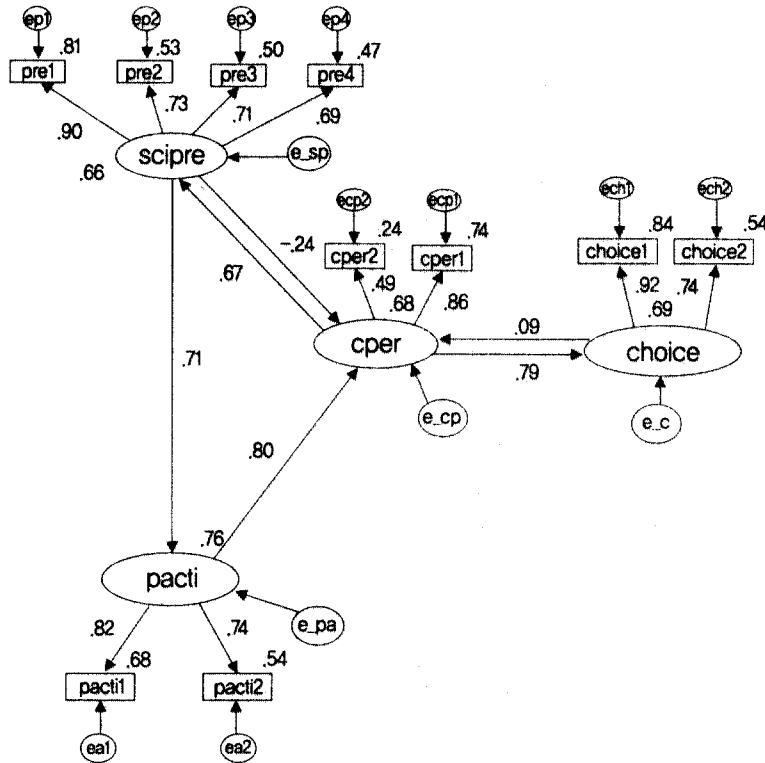 ep1 ep2 ep3 ep4
.81 .53 .50 .47
pre1 pre2 pre3 pre4
.90 .73 .71 .69
scipre e_sp
.66
ecp2 ecp1 ech1 ech2
.24 .74 .84 .54
cper2 cper1 choice1 choice2
-.24
.67
.49 .68 .86 .92 .69 .74
cper .09 choice
.79
.71
e_cp e_c
.80
.76
pacti
e_pa
.82 .74
.68 .54
pacti1 pacti2
ea1 ea2